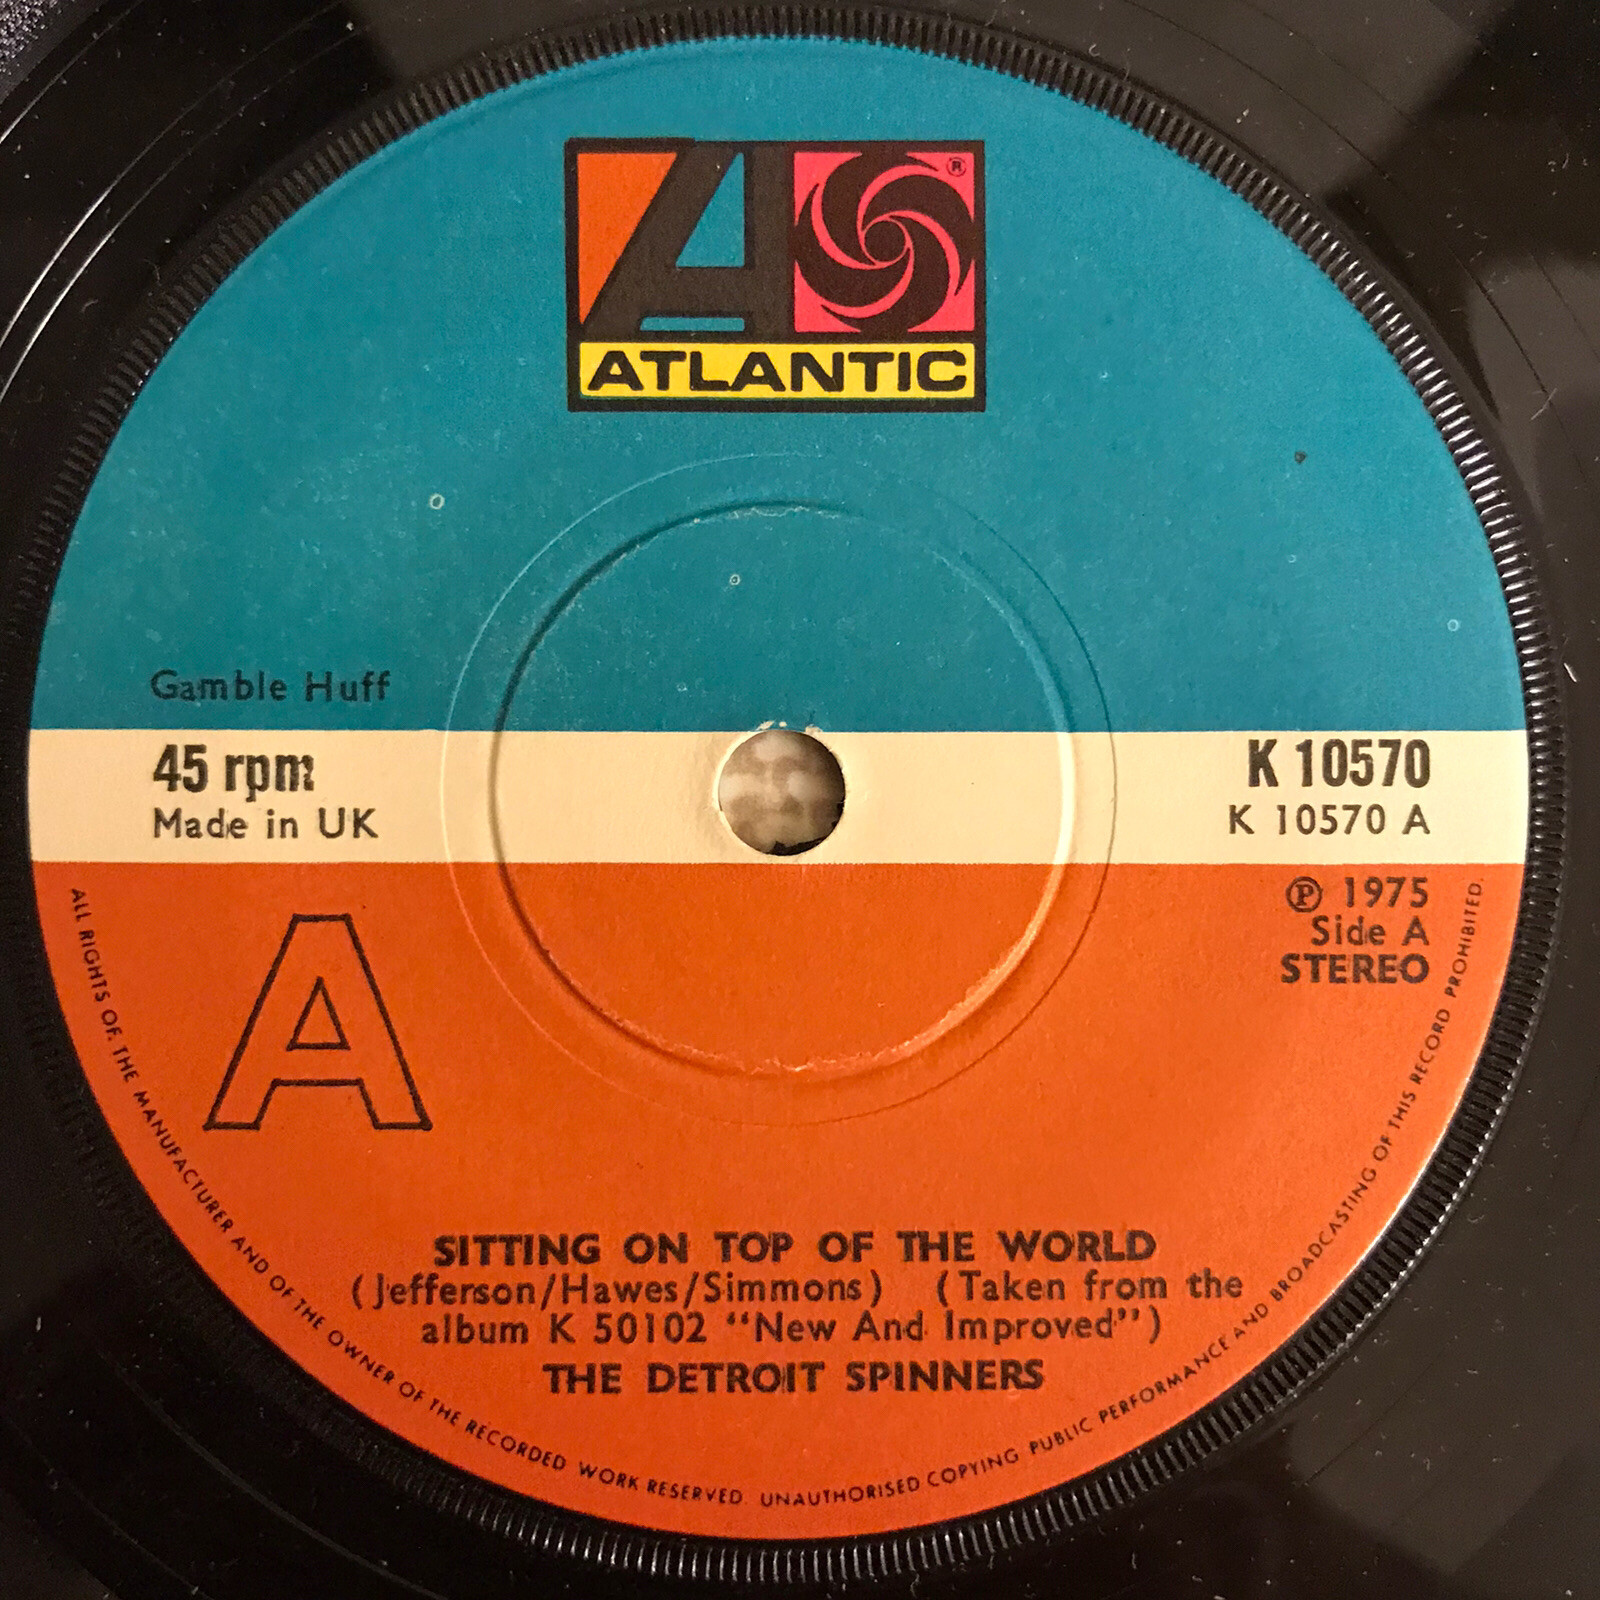 A
®
ATLANTIC
Gamble Huff
45 rpm
Made in UK
K 10570
K 10570 A
℗ 1975
Side A
STEREO
A
SITTING ON TOP OF THE WORLD
(Jefferson/Hawes/Simmons) (Taken from the
album K 50102 “New And Improved”)
THE DETROIT SPINNERS
ALL RIGHTS OF THE MANUFACTURER AND OF THE OWNER OF THE RECORDED WORK RESERVED. UNAUTHORISED COPYING PUBLIC PERFORMANCE AND BROADCASTING OF THIS RECORD PROHIBITED.